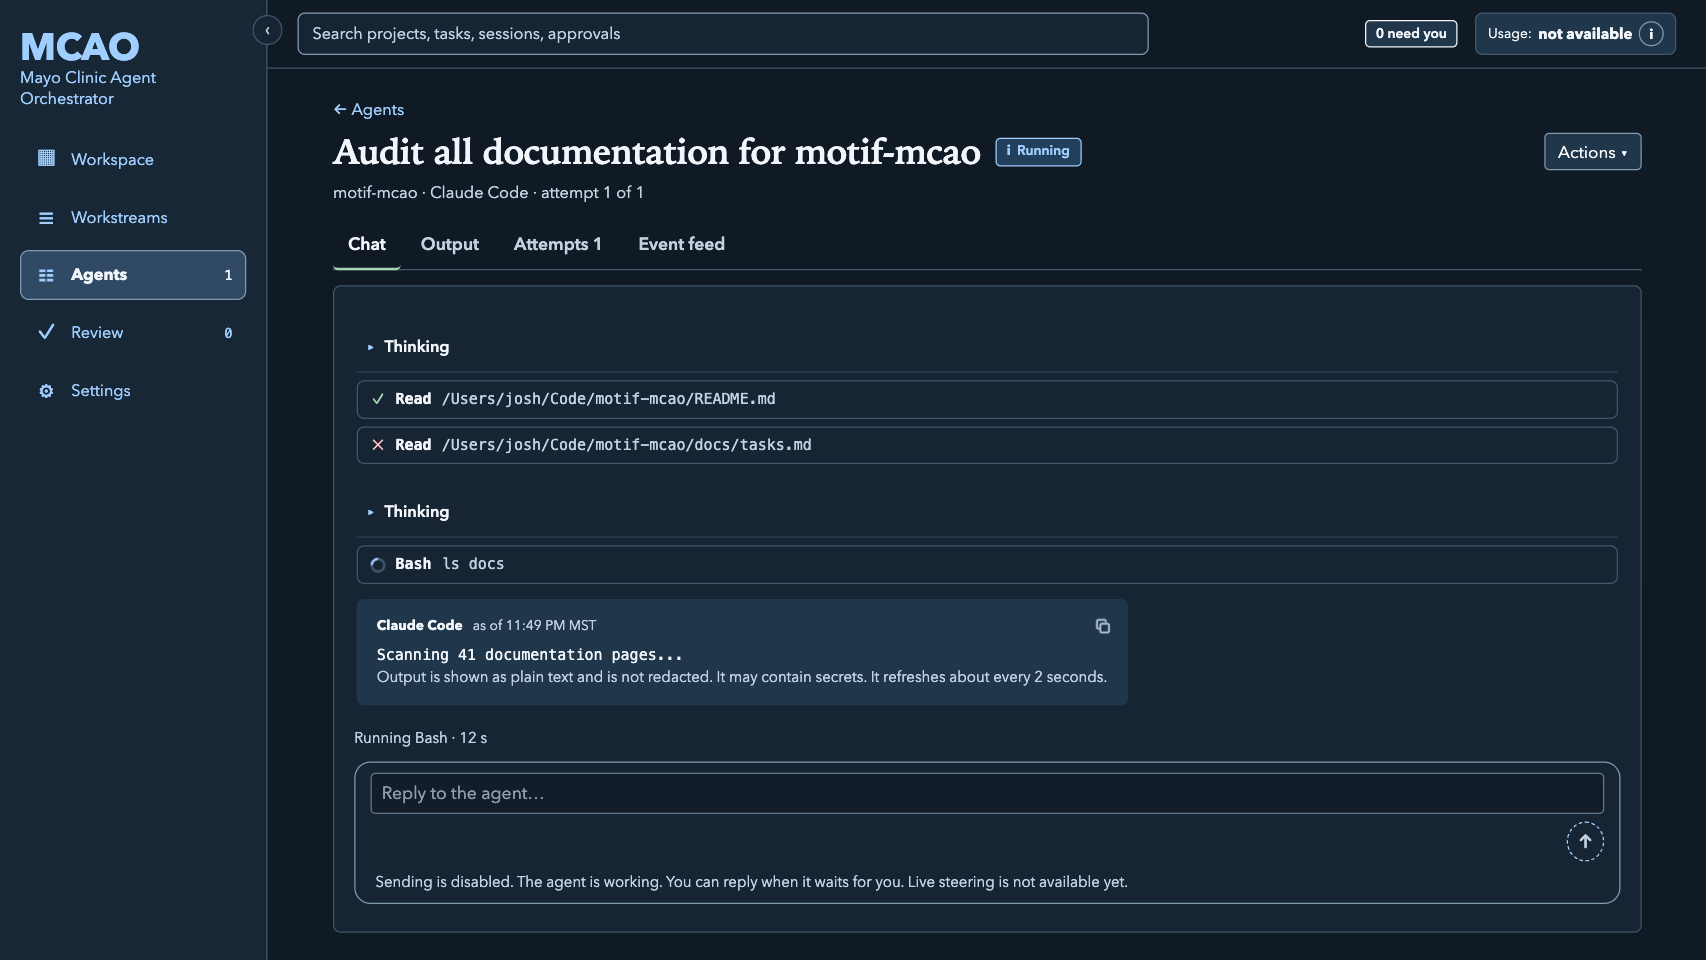 MCAO
Mayo Clinic Agent
Orchestrator
Workspace
Workstreams
Agents 1
Review 0
Settings
‹
Search projects, tasks, sessions, approvals
0 need you
Usage: not available i
← Agents
Audit all documentation for motif-mcao
i Running
Actions ▾
motif-mcao · Claude Code · attempt 1 of 1
Chat Output Attempts 1 Event feed
▸ Thinking
✓ Read /Users/josh/Code/motif-mcao/README.md
✕ Read /Users/josh/Code/motif-mcao/docs/tasks.md
▸ Thinking
Bash ls docs
Claude Code as of 11:49 PM MST
Scanning 41 documentation pages...
Output is shown as plain text and is not redacted. It may contain secrets. It refreshes about every 2 seconds.
Running Bash · 12 s
Reply to the agent…
↑
Sending is disabled. The agent is working. You can reply when it waits for you. Live steering is not available yet.